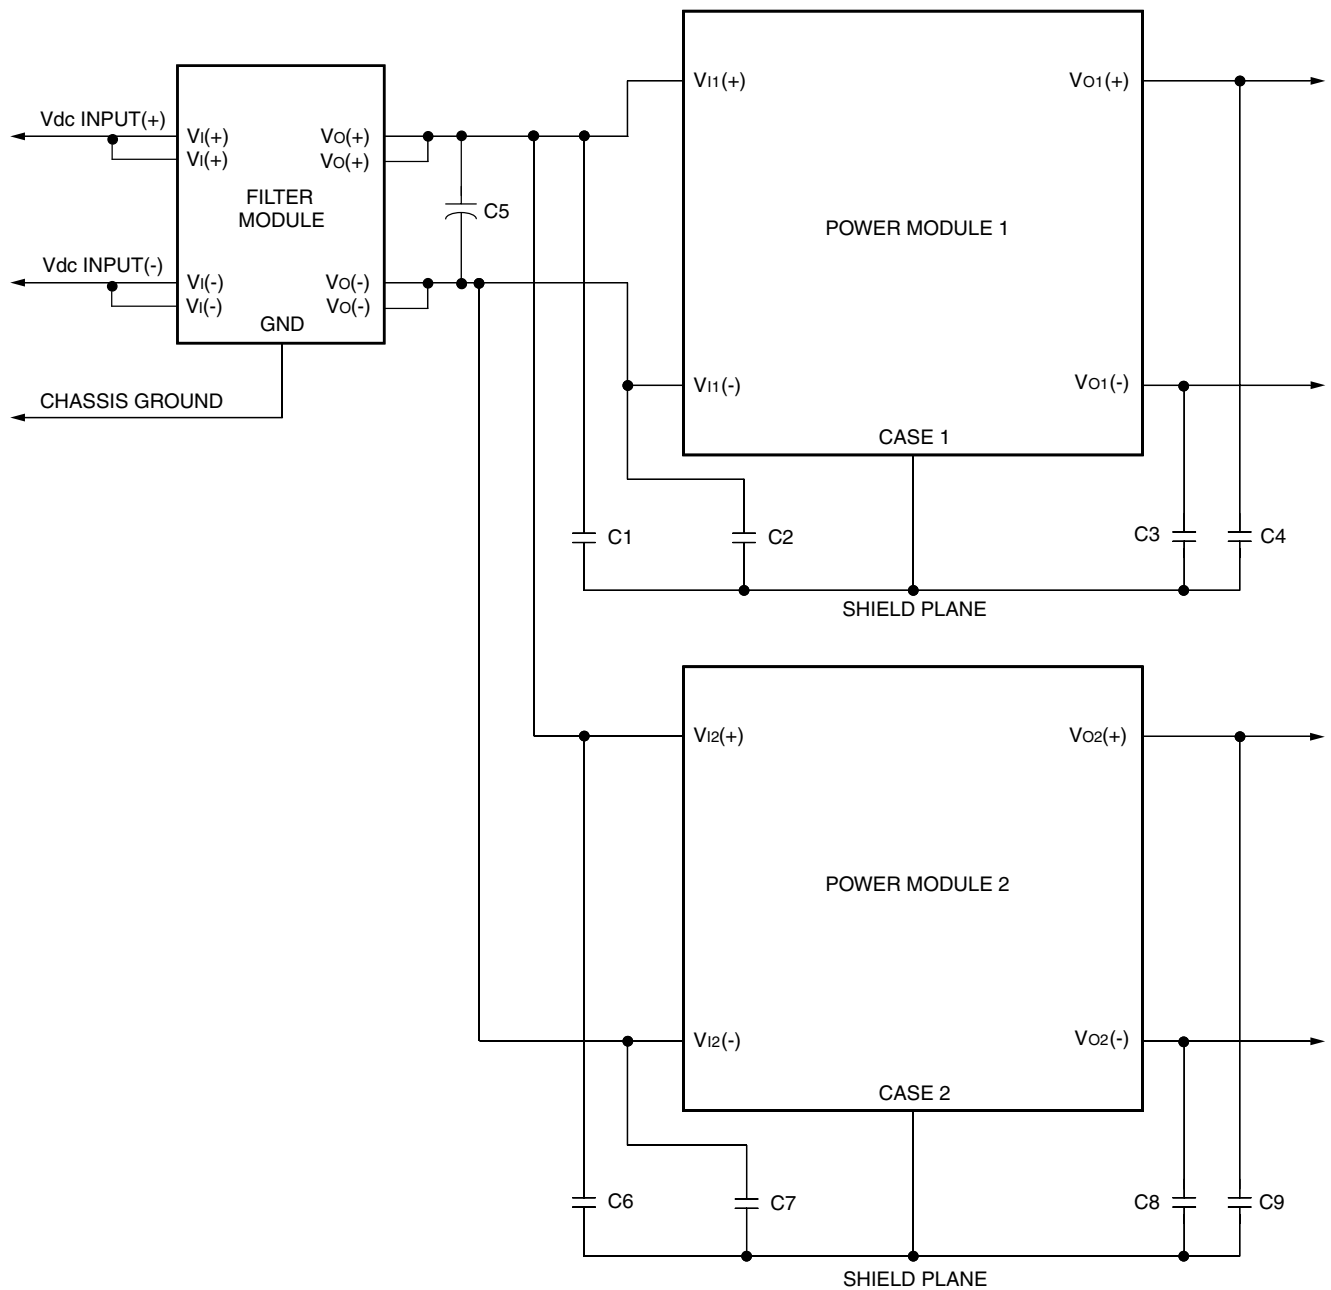 Vdc INPUT(+)
VI(+)
VI(+)
VO(+)
VO(+)
FILTER
MODULE
C5
Vdc INPUT(-)
VI(-)
VI(-)
VO(-)
VO(-)
GND
CHASSIS GROUND
VI1(+)
VO1(+)
POWER MODULE 1
VI1(-)
VO1(-)
CASE 1
C1
C2
C3
C4
SHIELD PLANE
VI2(+)
VO2(+)
POWER MODULE 2
VI2(-)
VO2(-)
CASE 2
C6
C7
C8
C9
SHIELD PLANE